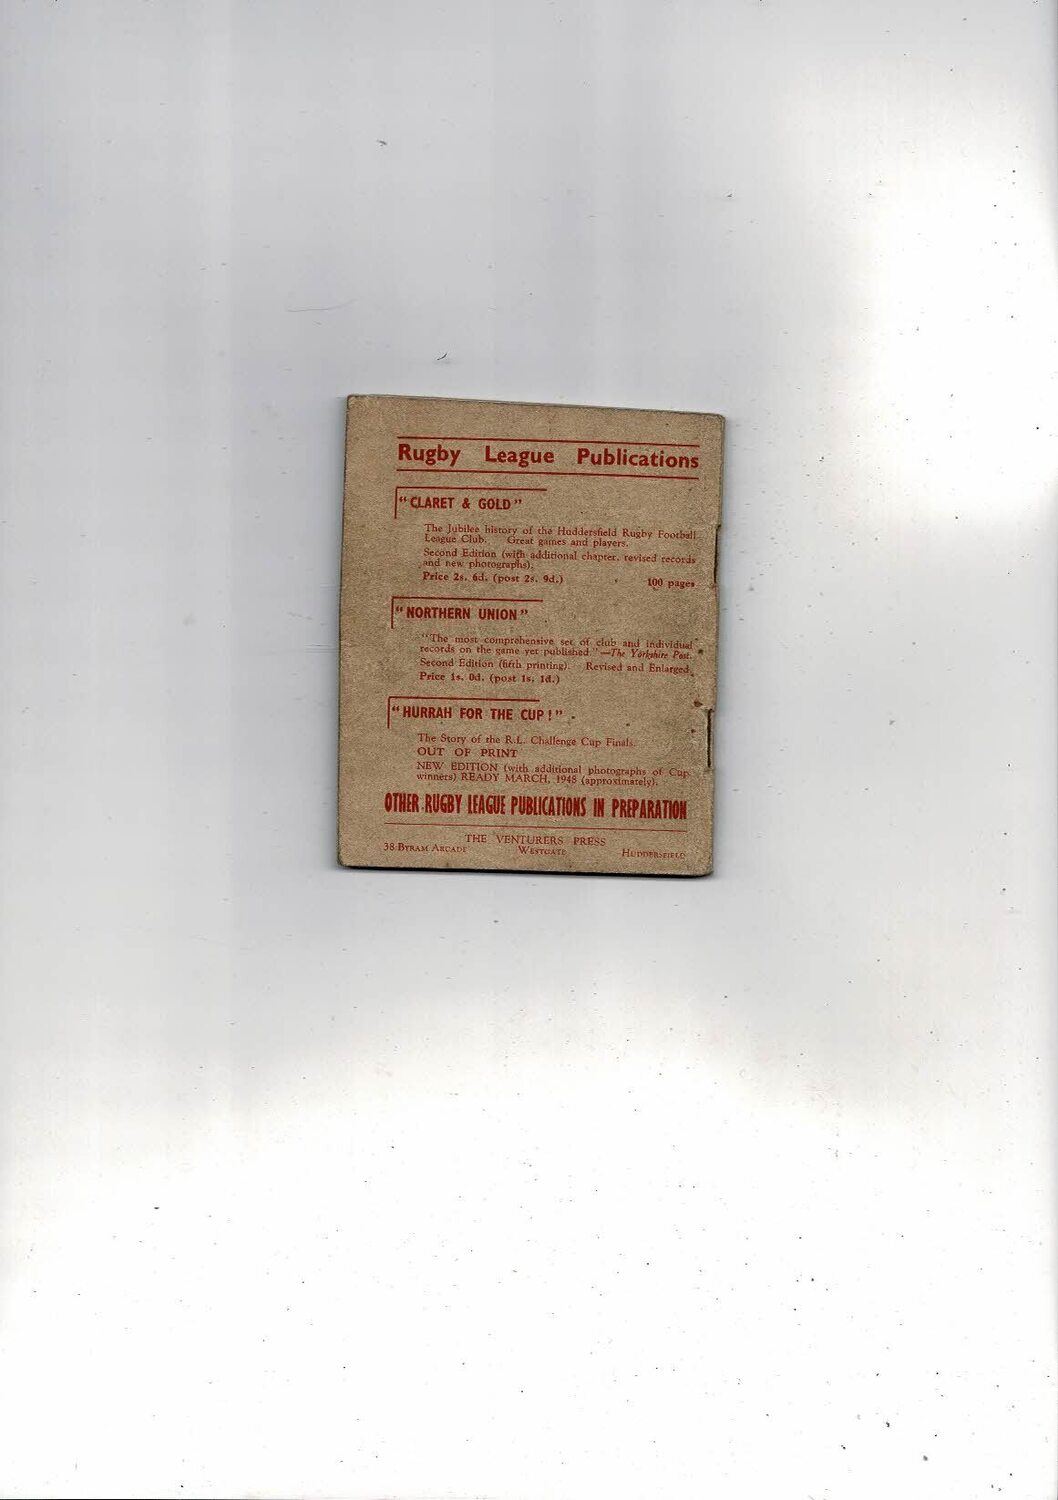 Rugby League Publications
"CLARET & GOLD"
The Jubilee history of the Huddersfield Rugby Football
League Club. Great games and players.
Second Edition (with additional chapter, revised records
and new photographs).
Price 2s. 6d. (post 2s. 9d.) 100 pages
"NORTHERN UNION"
"The most comprehensive set of club and individual
records on the game yet published."—The Yorkshire Post.
Second Edition (fifth printing). Revised and Enlarged.
Price 1s. 0d. (post 1s. 1d.)
"HURRAH FOR THE CUP!"
The Story of the R.L. Challenge Cup Finals.
OUT OF PRINT
NEW EDITION (with additional photographs of Cup
winners) READY MARCH, 1948 (approximately).
OTHER RUGBY LEAGUE PUBLICATIONS IN PREPARATION
THE VENTURERS PRESS
38 BYRAM ARCADE WESTGATE HUDDERSFIELD